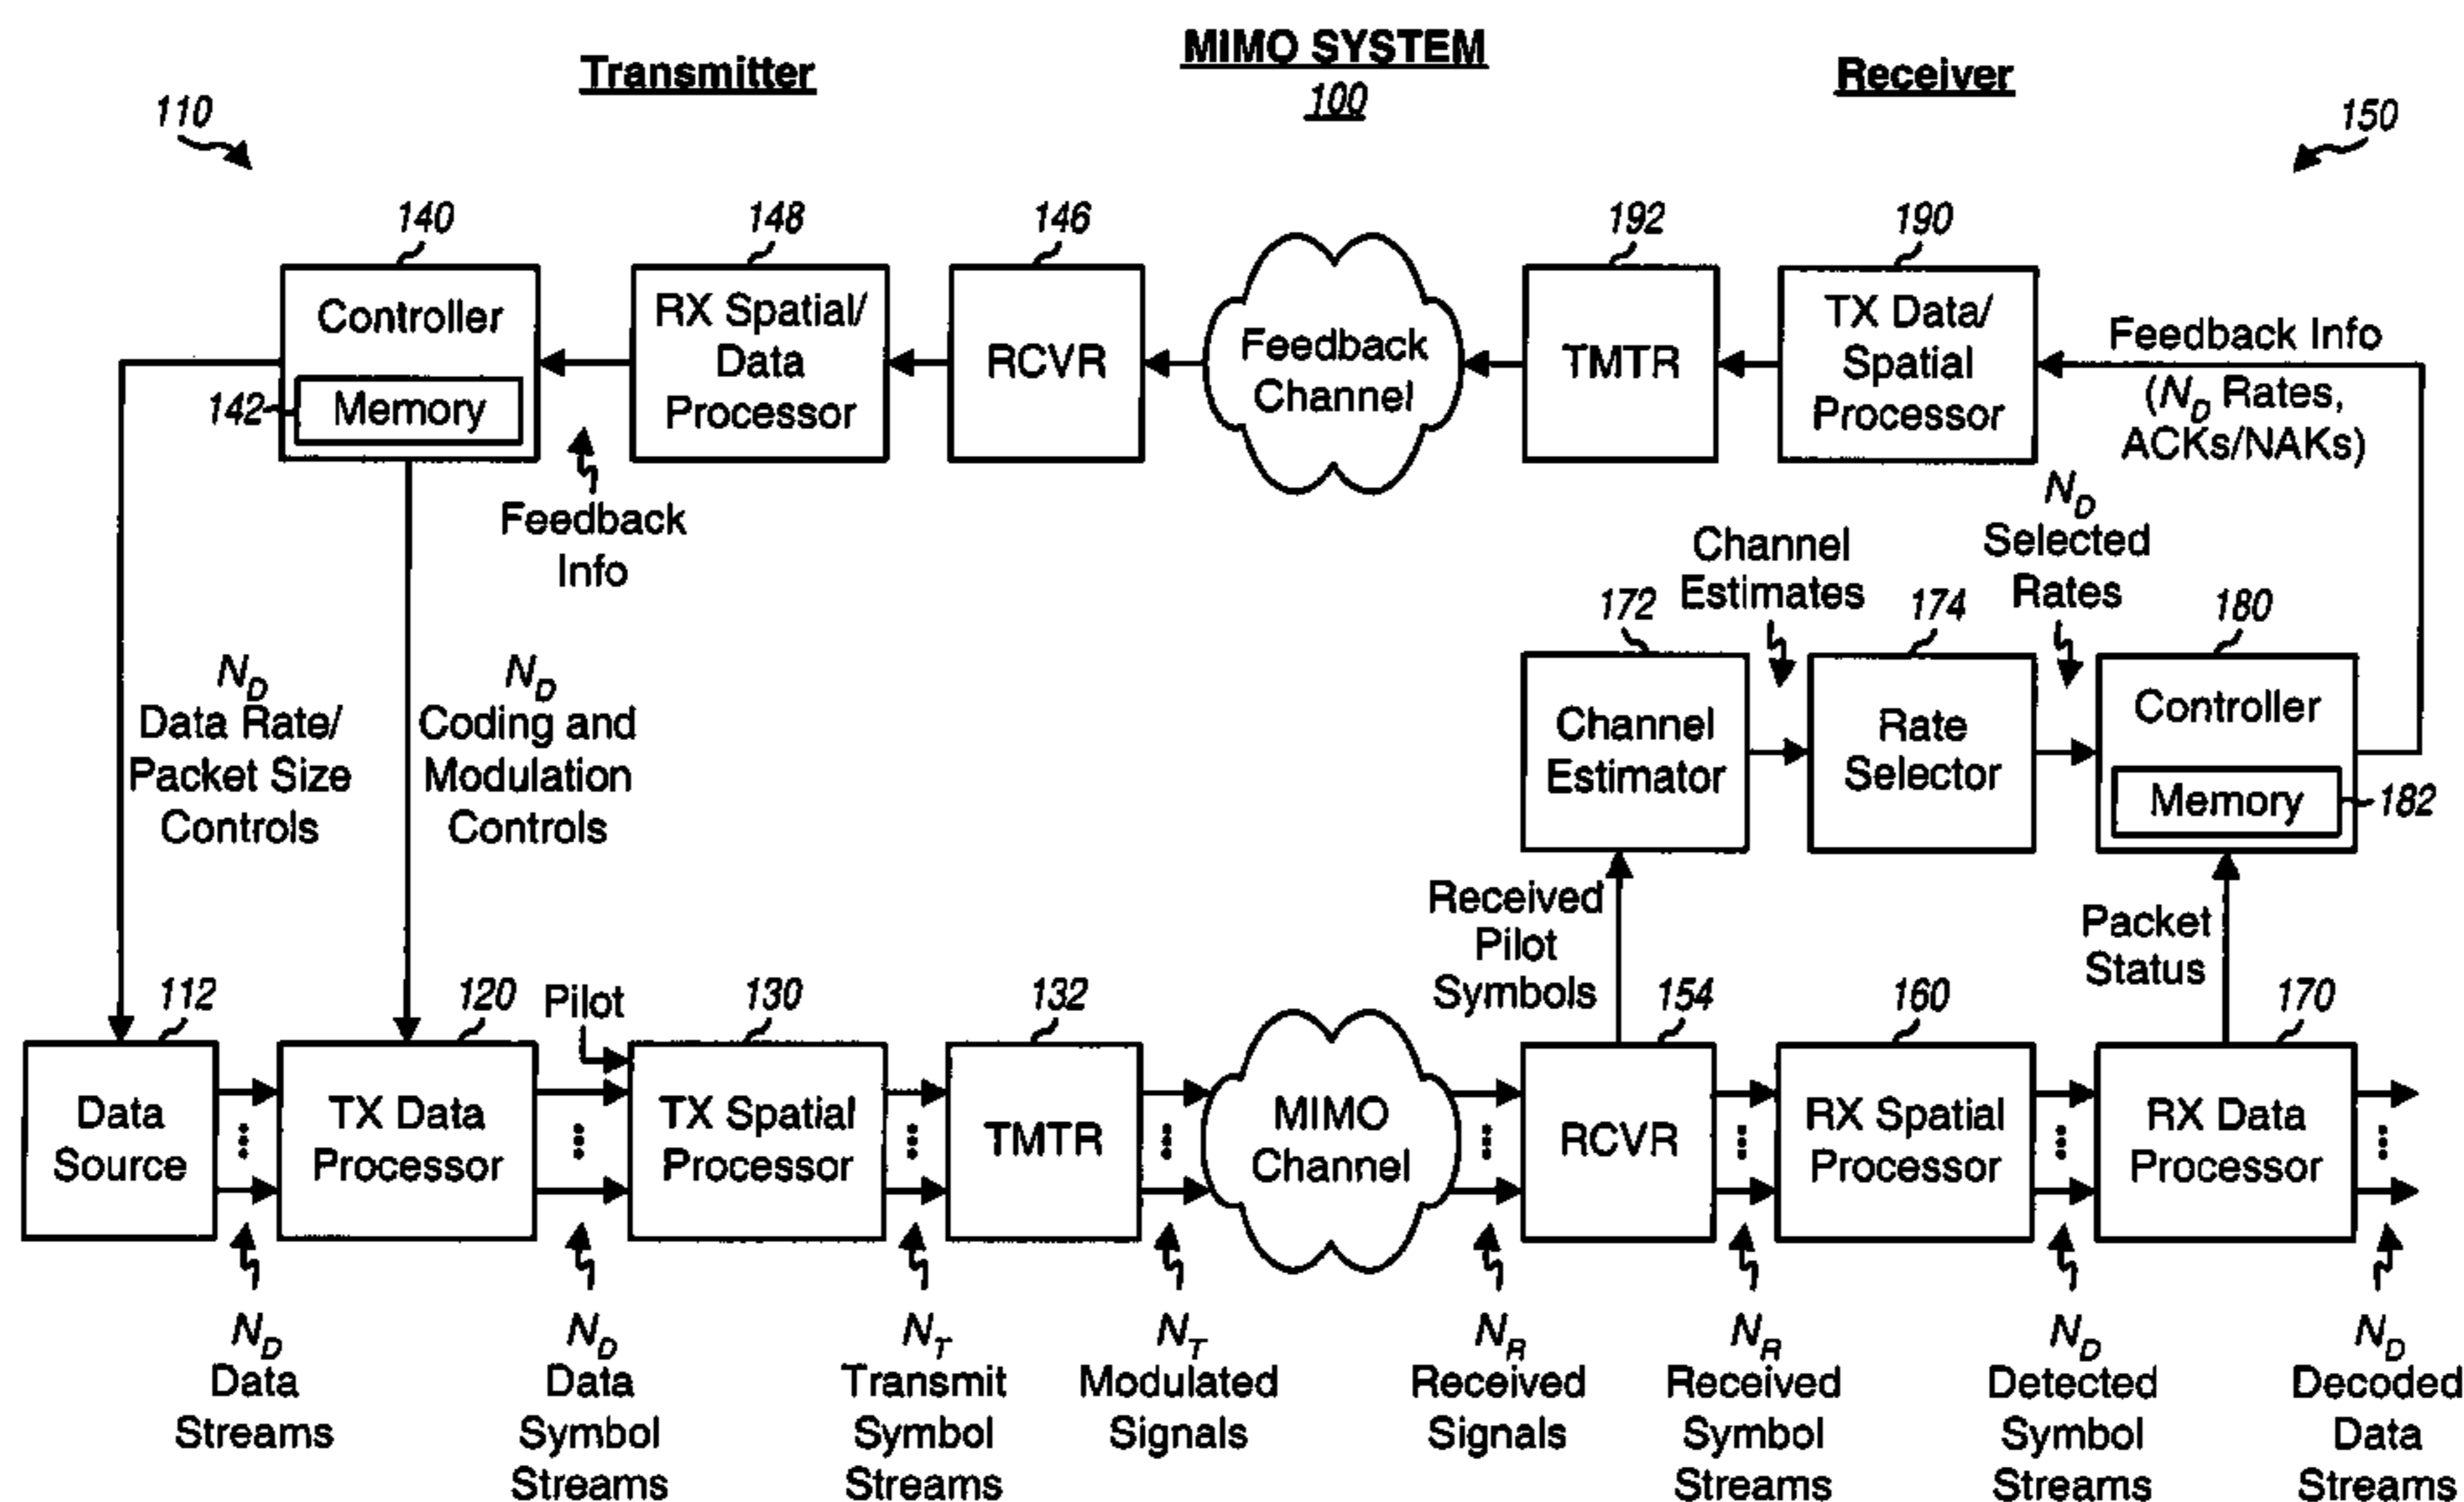 MIMO SYSTEM
100
Transmitter
Receiver
110
150
140
148
146
192
190
Controller
142
Memory
RX Spatial/
Data
Processor
RCVR
Feedback
Channel
TMTR
TX Data/
Spatial
Processor
Feedback Info
(N_D Rates,
ACKs/NAKs)
Feedback
Info
N_D
Data Rate/
Packet Size
Controls
N_D
Coding and
Modulation
Controls
Channel
Estimates
N_D
Selected
Rates
172
174
180
Channel
Estimator
Rate
Selector
Controller
Memory
182
Received
Pilot
Symbols
Packet
Status
112
120
Pilot
130
132
154
160
170
Data
Source
TX Data
Processor
TX Spatial
Processor
TMTR
MIMO
Channel
RCVR
RX Spatial
Processor
RX Data
Processor
N_D
Data
Streams
N_D
Data
Symbol
Streams
N_T
Transmit
Symbol
Streams
N_T
Modulated
Signals
N_R
Received
Signals
N_R
Received
Symbol
Streams
N_D
Detected
Symbol
Streams
N_D
Decoded
Data
Streams